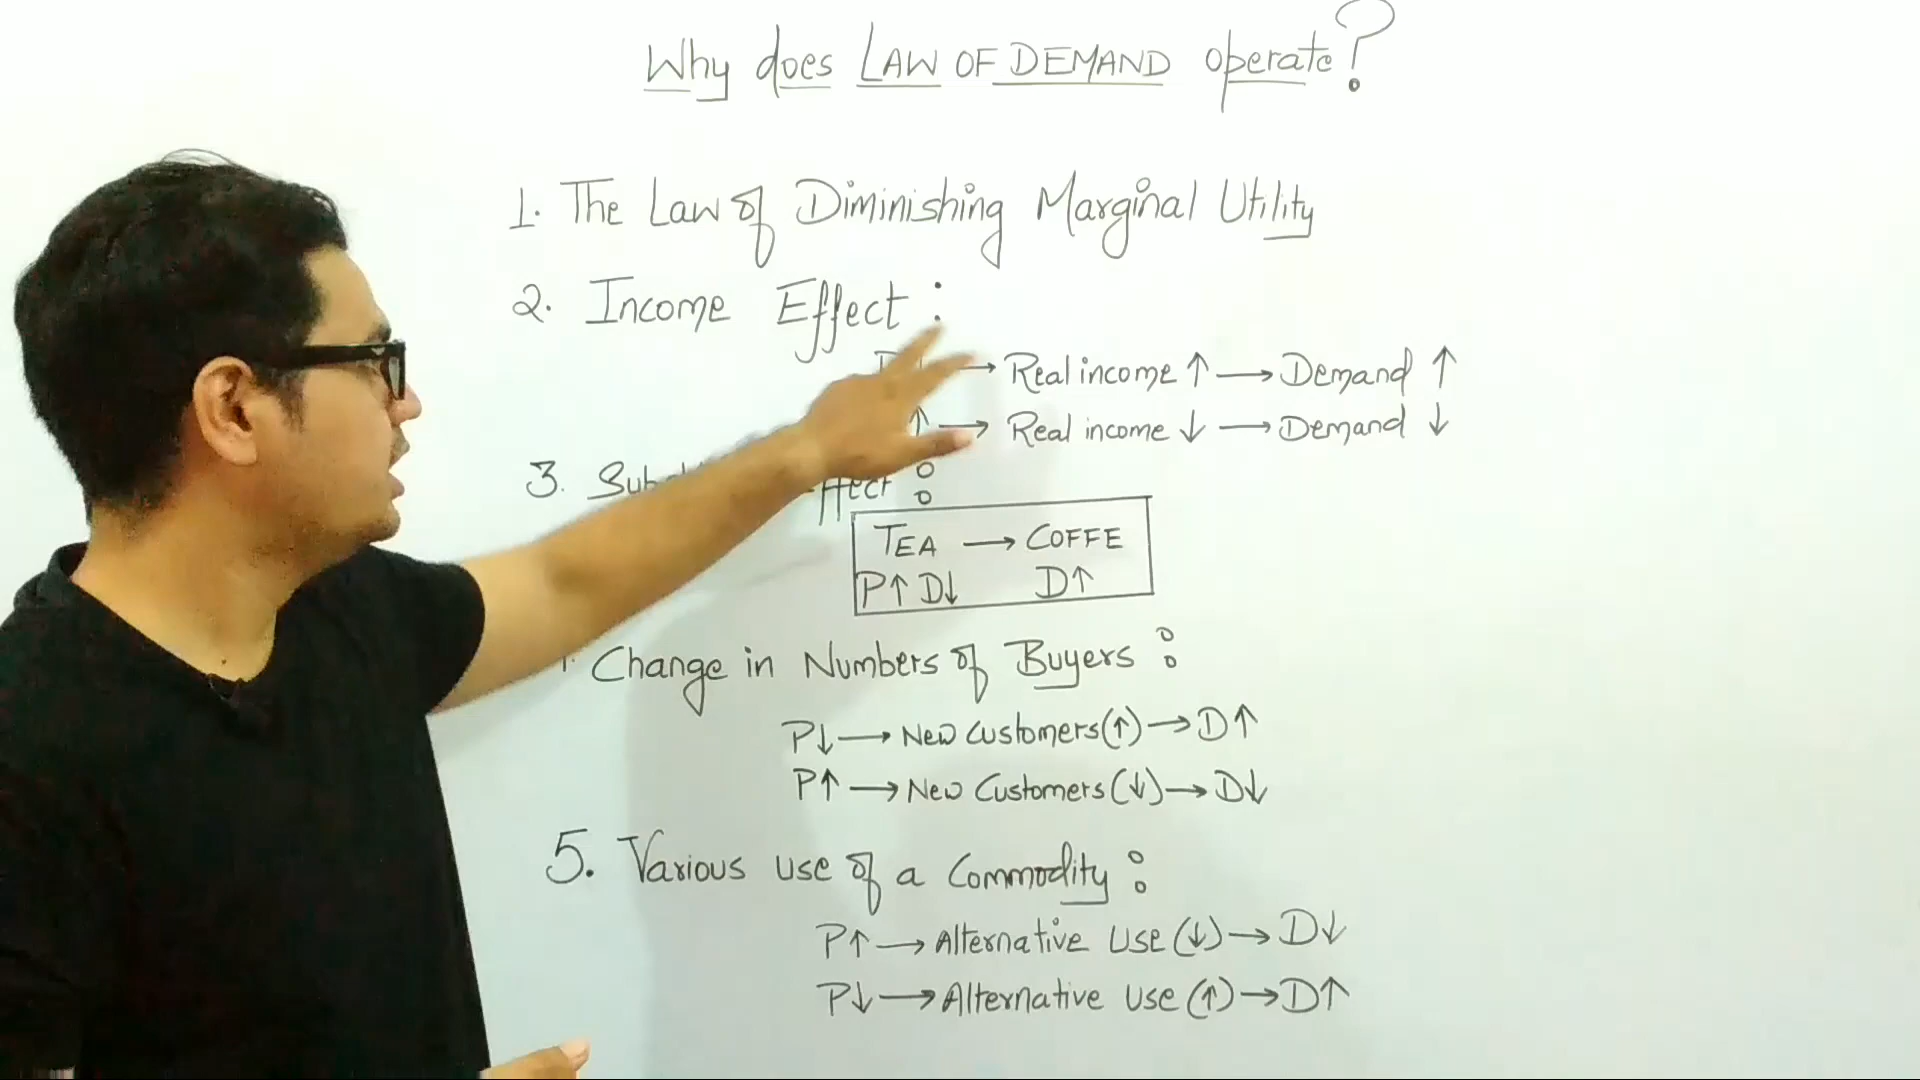 Why does LAW OF DEMAND operate?
1. The Law of Diminishing Marginal Utility
2. Income Effect :
→ Real income ↑ → Demand ↑
↑ → Real income ↓ → Demand ↓
3.
TEA → COFFE
P↑ D↓ D↑
Change in Numbers of Buyers :
P↓ → New Customers (↑) → D↑
P↑ → New Customers (↓) → D↓
5. Various use of a Commodity :
P↑ → Alternative Use (↓) → D↓
P↓ → Alternative Use (↑) → D↑